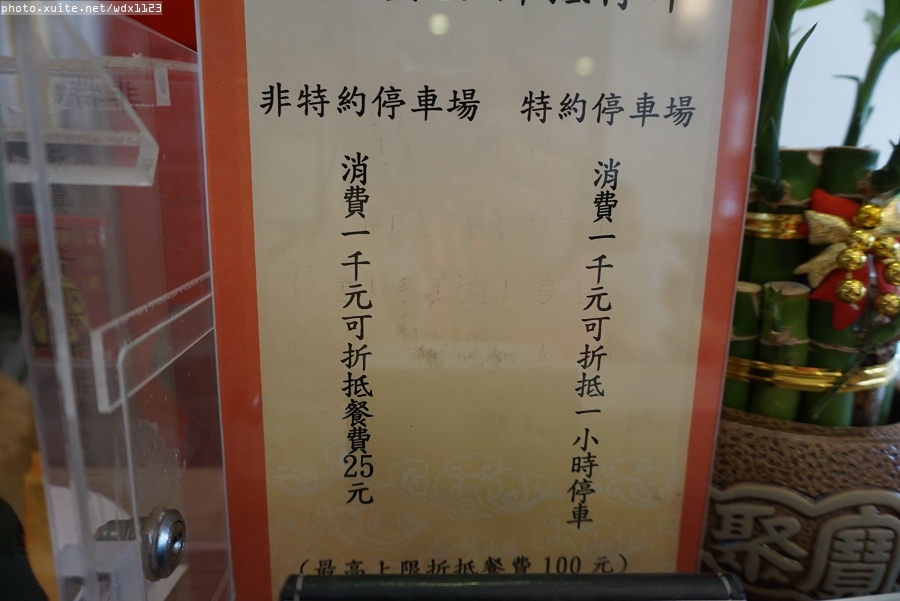 photo.xuite.net/wdx1123
特約停車場
消費一千元可折抵一小時停車
非特約停車場
消費一千元可折抵餐費25元
(最高上限折抵餐費100元)
聚寶